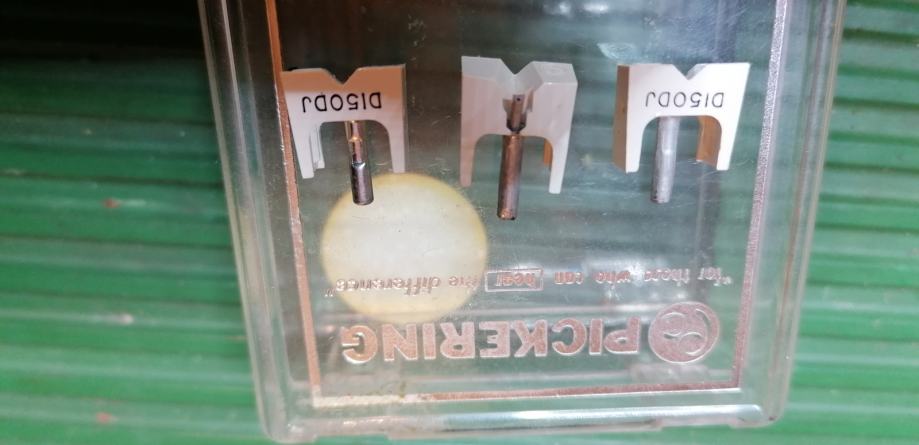 PICKERING
"for those who can hear the difference"
D150DJ
D150DJ